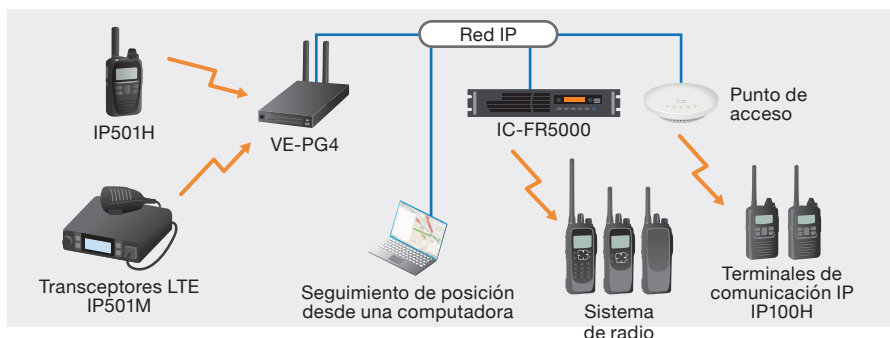 Red IP
IP501H
VE-PG4
IC-FR5000
Punto de
acceso
Transceptores LTE
IP501M
Seguimiento de posición
desde una computadora
Sistema
de radio
Terminales de
comunicación IP
IP100H